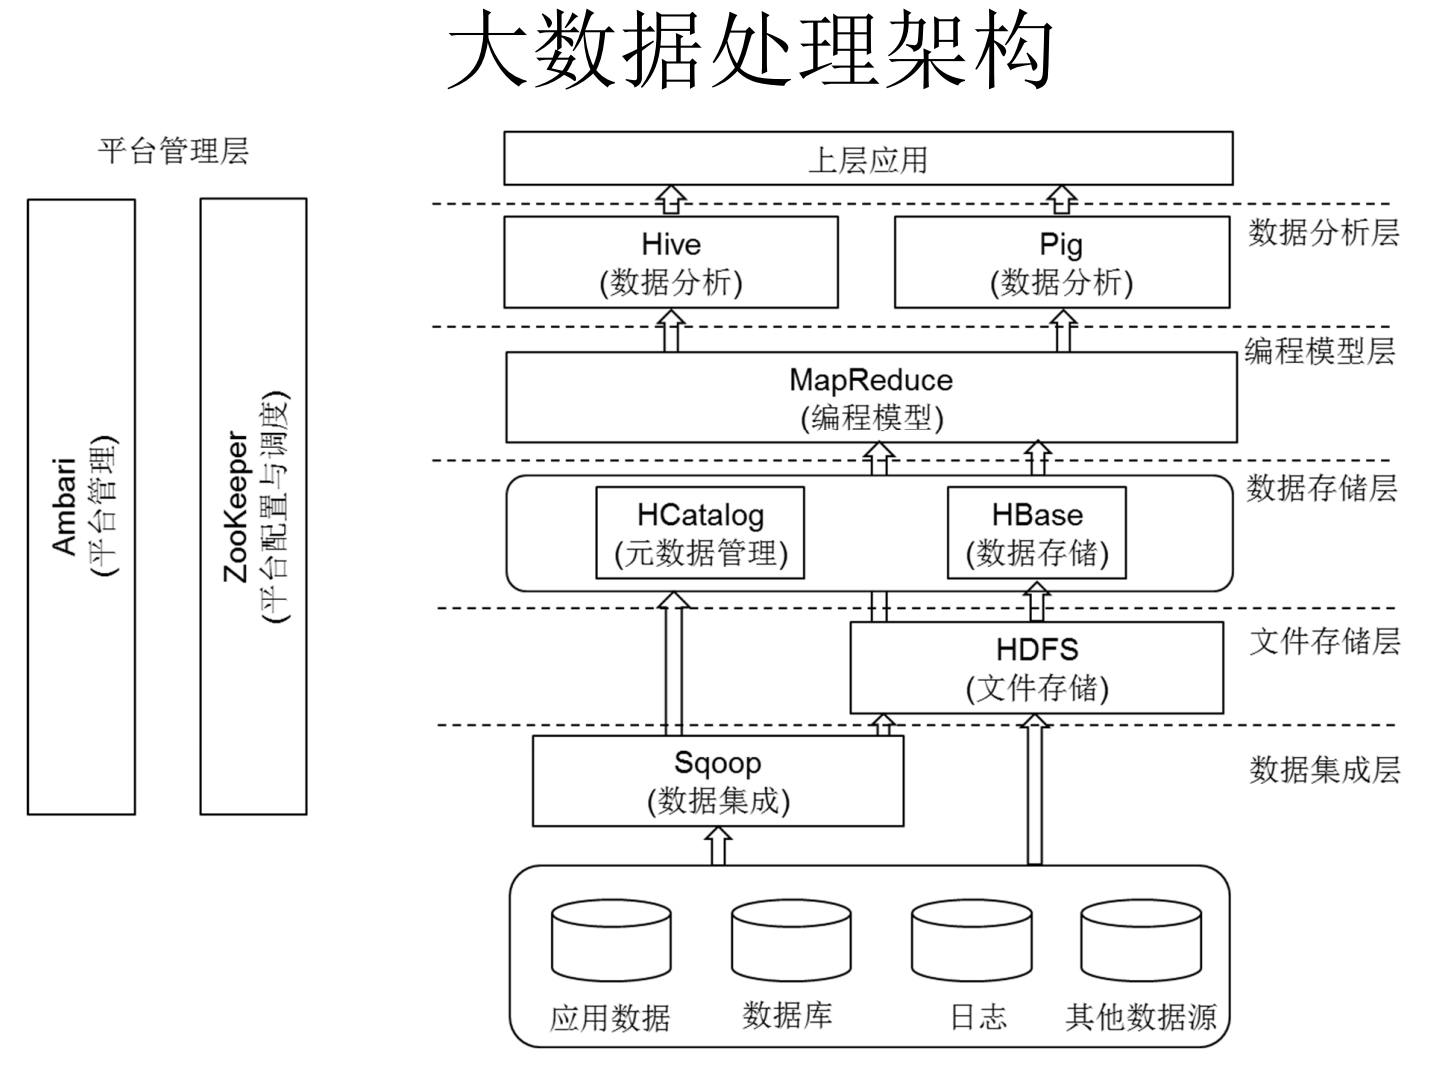 大数据处理架构
平台管理层
Ambari
(平台管理)
ZooKeeper
(平台配置与调度)
上层应用
数据分析层
Hive
(数据分析)
Pig
(数据分析)
编程模型层
MapReduce
(编程模型)
数据存储层
HCatalog
(元数据管理)
HBase
(数据存储)
文件存储层
HDFS
(文件存储)
数据集成层
Sqoop
(数据集成)
应用数据
数据库
日志
其他数据源